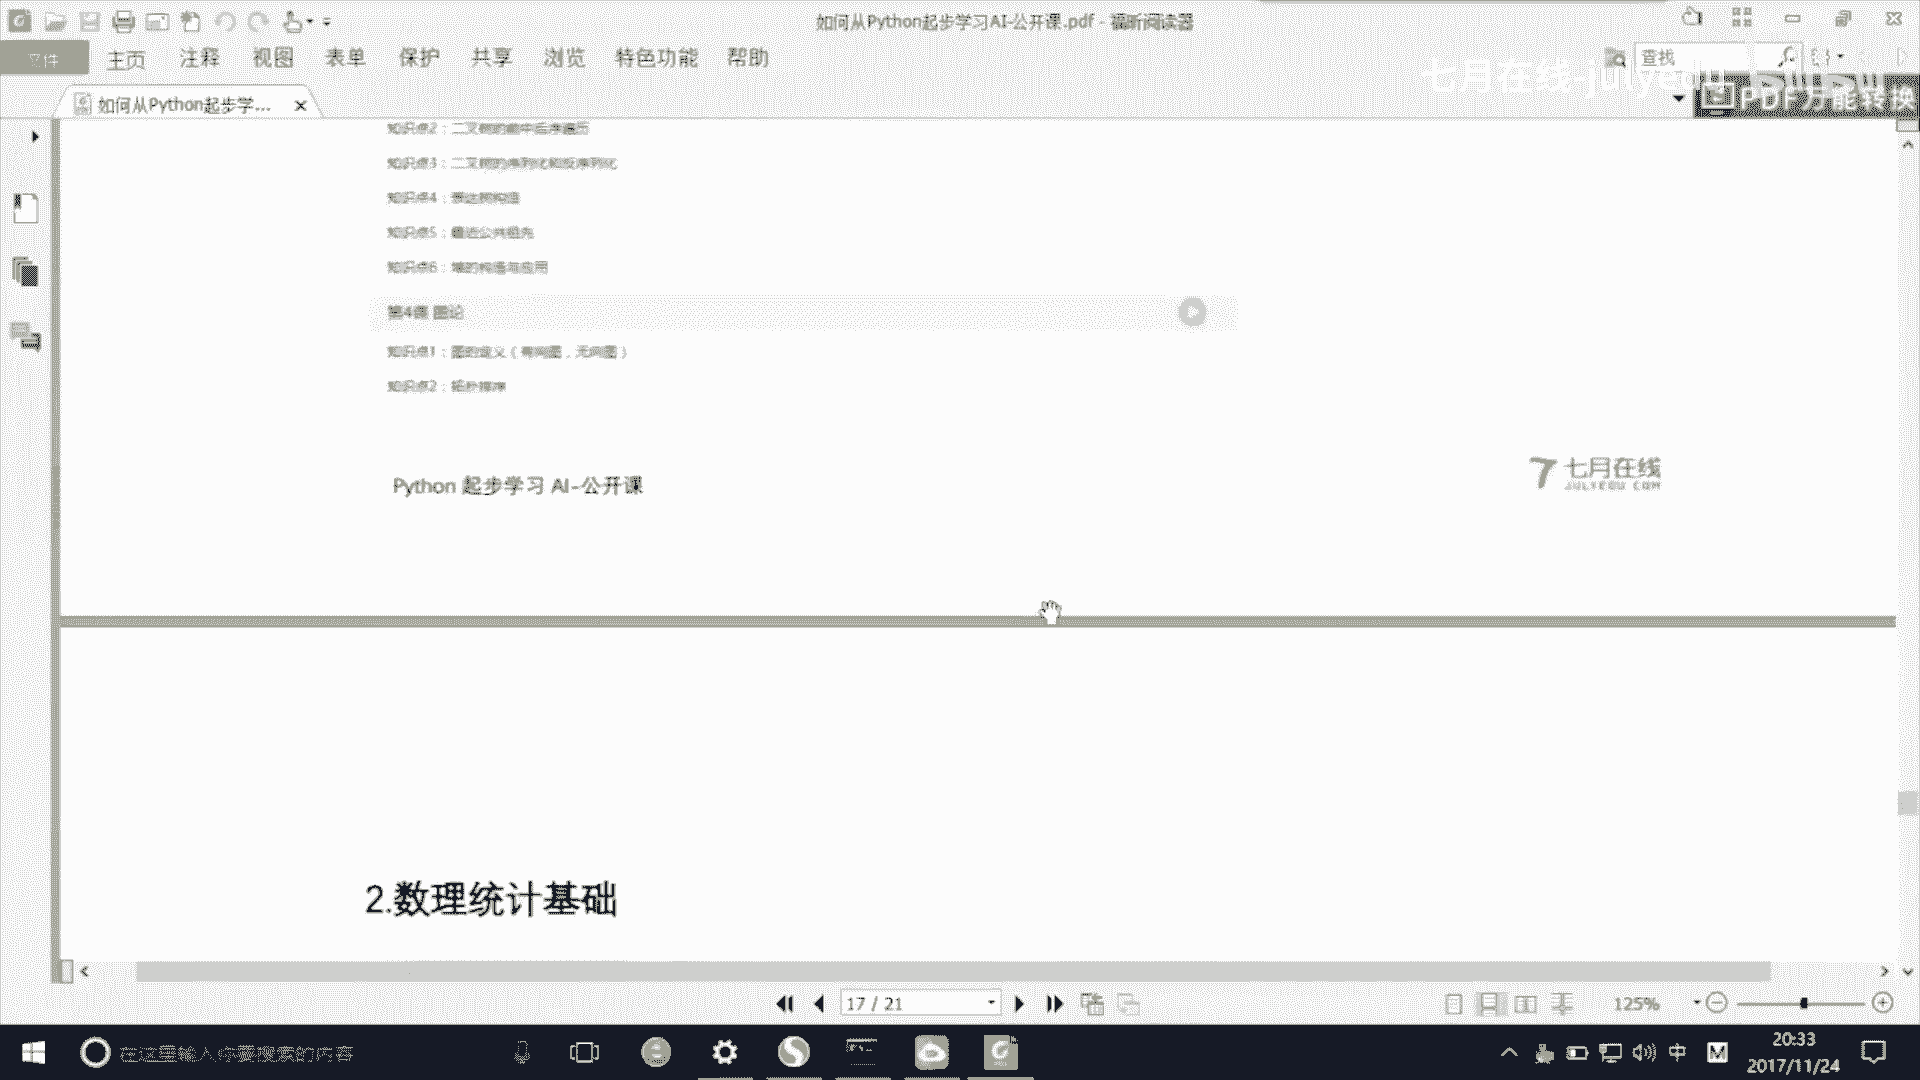 如何从Python起步学习AI-公开课.pdf - 福昕阅读器
文件 主页 注释 视图 表单 保护 共享 浏览 特色功能 帮助
查找
七月在线-julyedu
bilibili
如何从Python起步学...
PDF万能转换
知识点2：二叉树的前中后序遍历
知识点3：二叉树的序列化和反序列化
知识点4：表达树构造
知识点5：最近公共祖先
知识点6：堆的构造与应用
第4课 图论
知识点1：图的定义（有向图，无向图）
知识点2：拓扑排序
Python 起步学习 AI-公开课
七月在线
JULYEDU.COM
2.数理统计基础
17 / 21
125%
在这里输入你要搜索的内容
中
M
20:33
2017/11/24